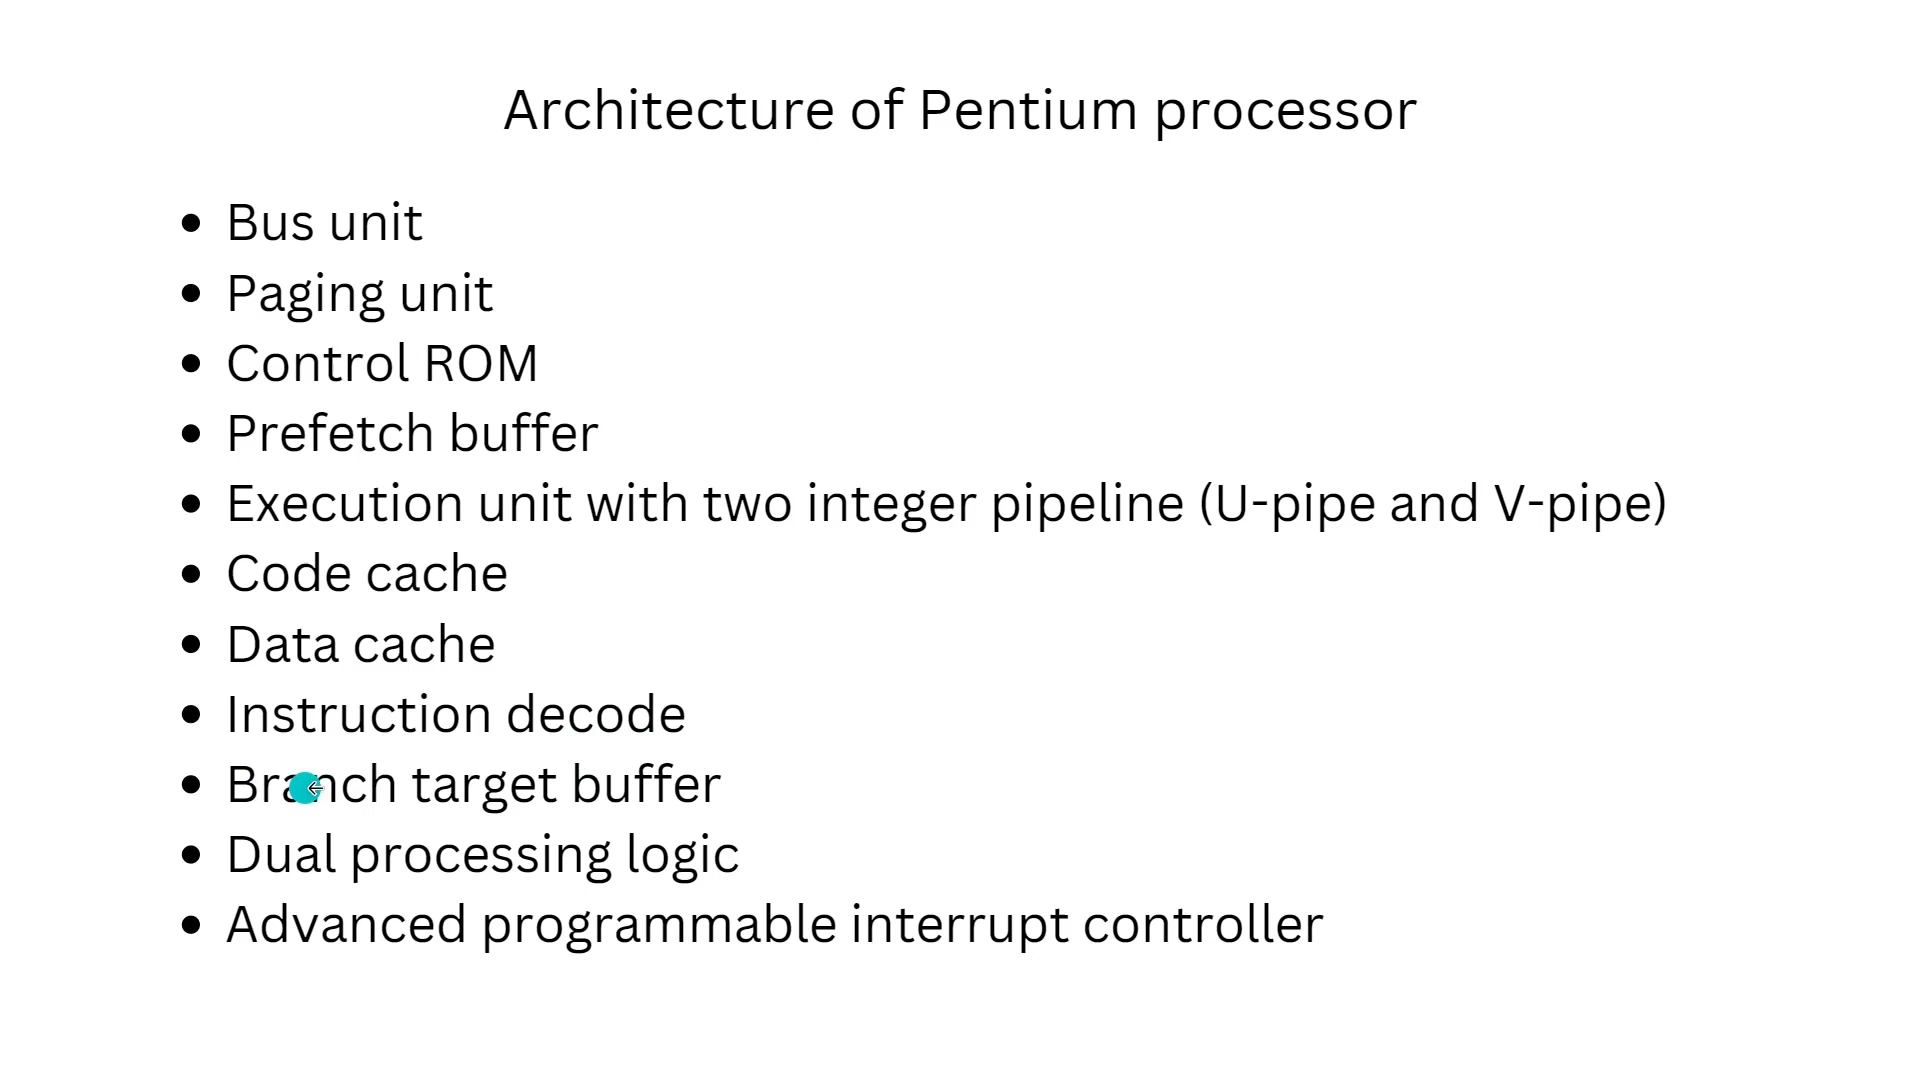 Architecture of Pentium processor
• Bus unit
• Paging unit
• Control ROM
• Prefetch buffer
• Execution unit with two integer pipeline (U-pipe and V-pipe)
• Code cache
• Data cache
• Instruction decode
• Branch target buffer
• Dual processing logic
• Advanced programmable interrupt controller